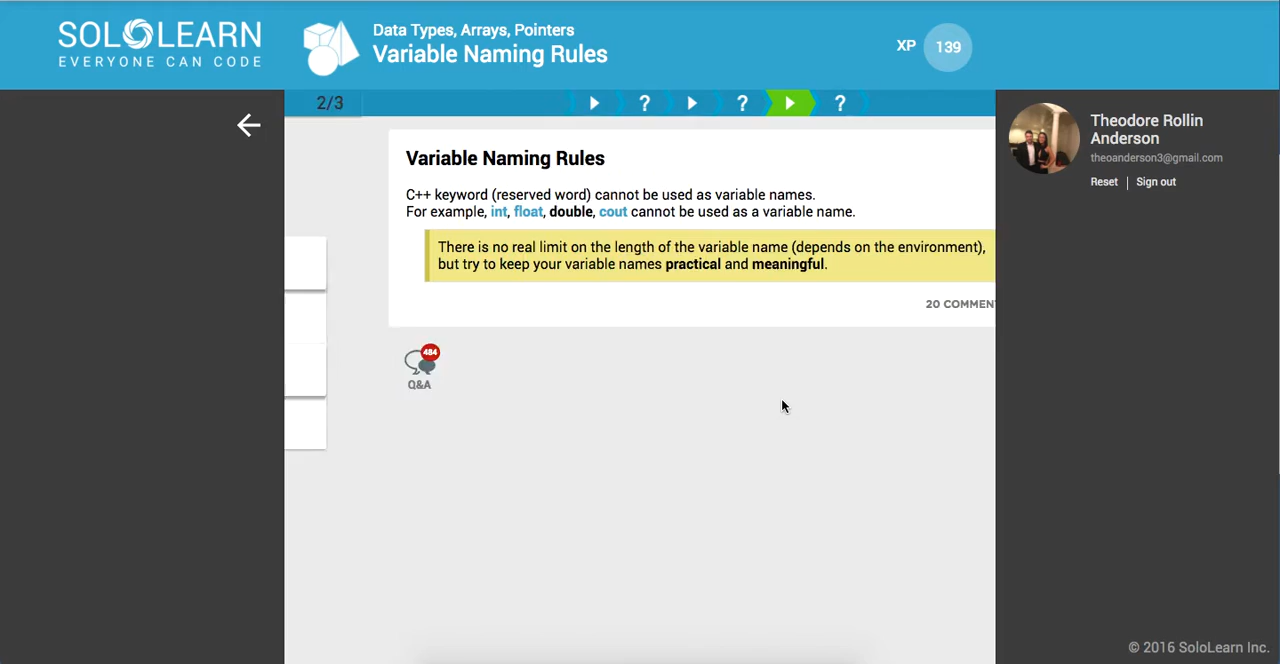 SOLOLEARN
EVERYONE CAN CODE
Data Types, Arrays, Pointers
Variable Naming Rules
XP 139
2/3
? ? ?
Variable Naming Rules
C++ keyword (reserved word) cannot be used as variable names.
For example, int, float, double, cout cannot be used as a variable name.
There is no real limit on the length of the variable name (depends on the environment),
but try to keep your variable names practical and meaningful.
20 COMMEN
484
Q&A
Theodore Rollin
Anderson
theoanderson3@gmail.com
Reset | Sign out
© 2016 SoloLearn Inc.